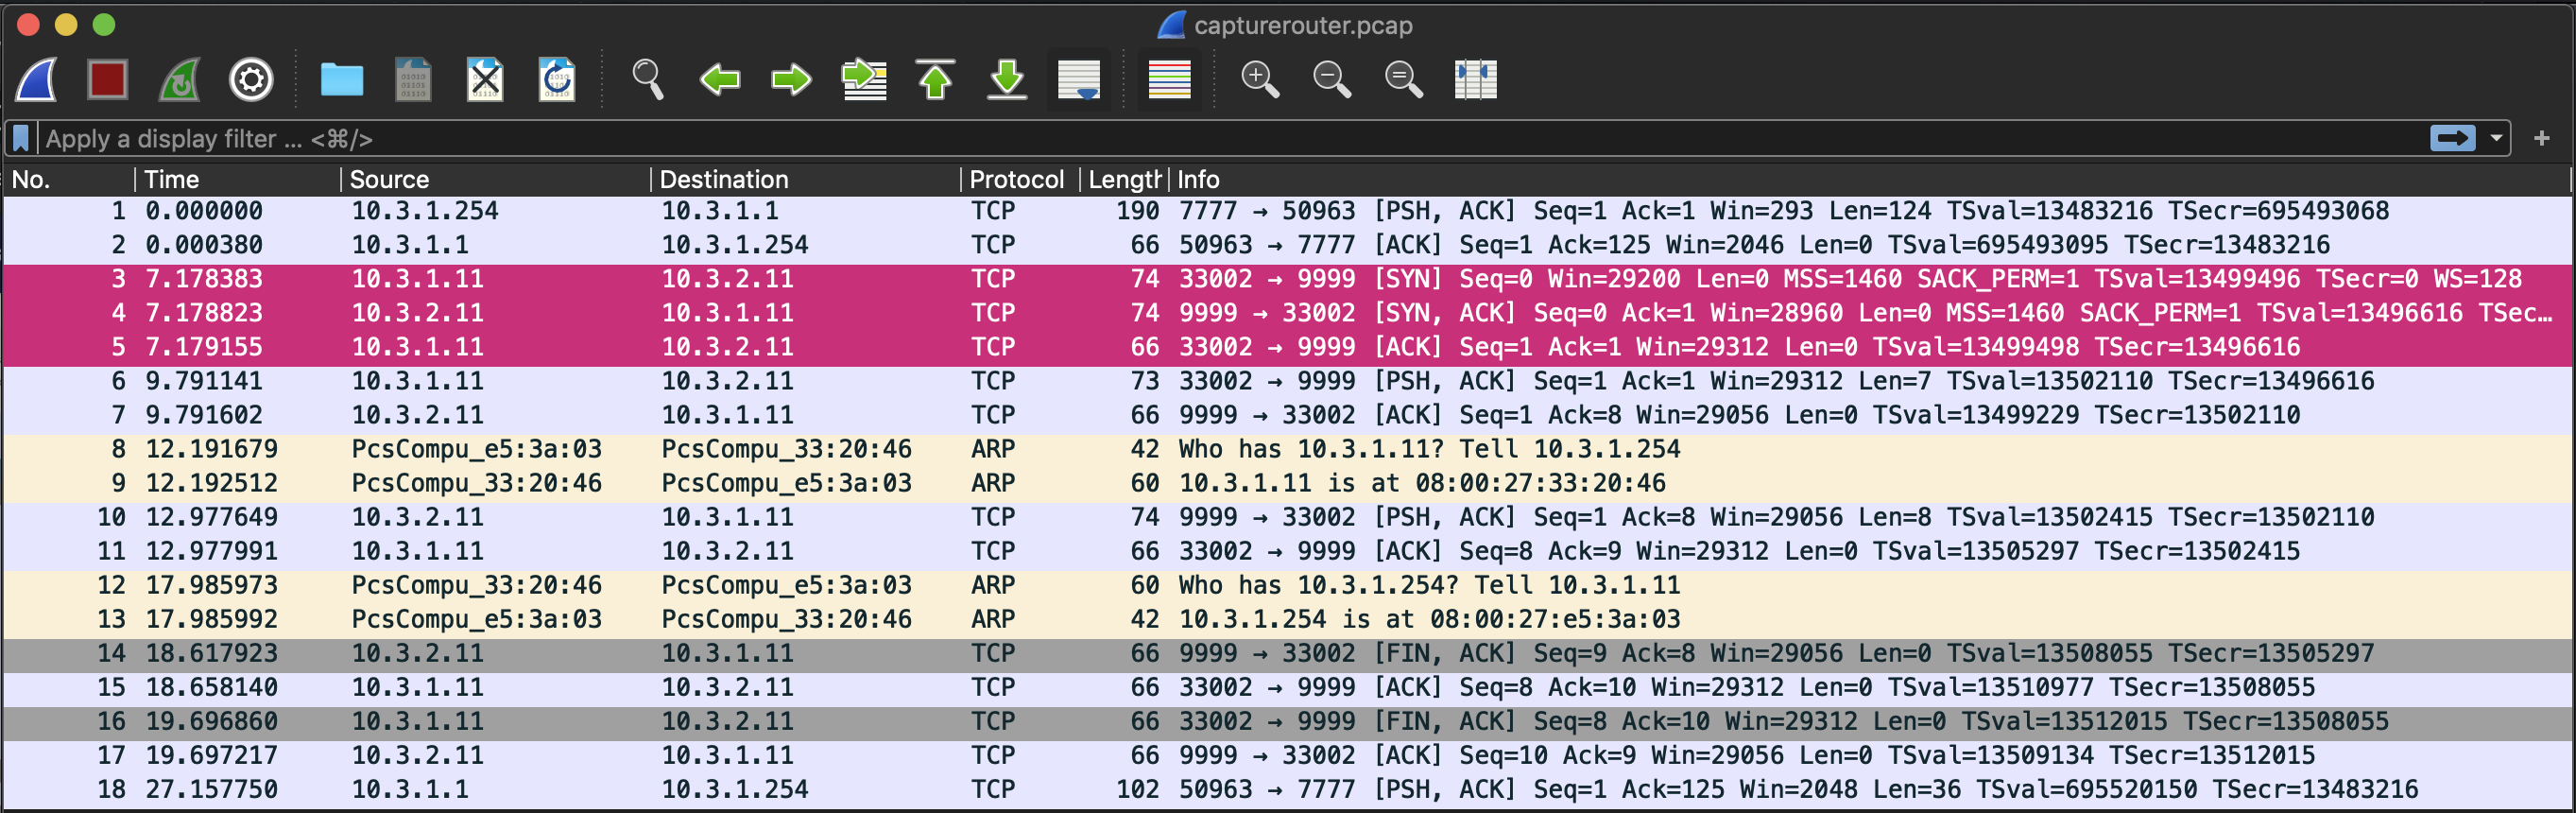 capturerouter.pcap
Apply a display filter ... <⌘/>
No. Time Source Destination Protocol Length Info
1 0.000000 10.3.1.254 10.3.1.1 TCP 190 7777 → 50963 [PSH, ACK] Seq=1 Ack=1 Win=293 Len=124 TSval=13483216 TSecr=695493068
2 0.000380 10.3.1.1 10.3.1.254 TCP 66 50963 → 7777 [ACK] Seq=1 Ack=125 Win=2046 Len=0 TSval=695493095 TSecr=13483216
3 7.178383 10.3.1.11 10.3.2.11 TCP 74 33002 → 9999 [SYN] Seq=0 Win=29200 Len=0 MSS=1460 SACK_PERM=1 TSval=13499496 TSecr=0 WS=128
4 7.178823 10.3.2.11 10.3.1.11 TCP 74 9999 → 33002 [SYN, ACK] Seq=0 Ack=1 Win=28960 Len=0 MSS=1460 SACK_PERM=1 TSval=13496616 TSec…
5 7.179155 10.3.1.11 10.3.2.11 TCP 66 33002 → 9999 [ACK] Seq=1 Ack=1 Win=29312 Len=0 TSval=13499498 TSecr=13496616
6 9.791141 10.3.1.11 10.3.2.11 TCP 73 33002 → 9999 [PSH, ACK] Seq=1 Ack=1 Win=29312 Len=7 TSval=13502110 TSecr=13496616
7 9.791602 10.3.2.11 10.3.1.11 TCP 66 9999 → 33002 [ACK] Seq=1 Ack=8 Win=29056 Len=0 TSval=13499229 TSecr=13502110
8 12.191679 PcsCompu_e5:3a:03 PcsCompu_33:20:46 ARP 42 Who has 10.3.1.11? Tell 10.3.1.254
9 12.192512 PcsCompu_33:20:46 PcsCompu_e5:3a:03 ARP 60 10.3.1.11 is at 08:00:27:33:20:46
10 12.977649 10.3.2.11 10.3.1.11 TCP 74 9999 → 33002 [PSH, ACK] Seq=1 Ack=8 Win=29056 Len=8 TSval=13502415 TSecr=13502110
11 12.977991 10.3.1.11 10.3.2.11 TCP 66 33002 → 9999 [ACK] Seq=8 Ack=9 Win=29312 Len=0 TSval=13505297 TSecr=13502415
12 17.985973 PcsCompu_33:20:46 PcsCompu_e5:3a:03 ARP 60 Who has 10.3.1.254? Tell 10.3.1.11
13 17.985992 PcsCompu_e5:3a:03 PcsCompu_33:20:46 ARP 42 10.3.1.254 is at 08:00:27:e5:3a:03
14 18.617923 10.3.2.11 10.3.1.11 TCP 66 9999 → 33002 [FIN, ACK] Seq=9 Ack=8 Win=29056 Len=0 TSval=13508055 TSecr=13505297
15 18.658140 10.3.1.11 10.3.2.11 TCP 66 33002 → 9999 [ACK] Seq=8 Ack=10 Win=29312 Len=0 TSval=13510977 TSecr=13508055
16 19.696860 10.3.1.11 10.3.2.11 TCP 66 33002 → 9999 [FIN, ACK] Seq=8 Ack=10 Win=29312 Len=0 TSval=13512015 TSecr=13508055
17 19.697217 10.3.2.11 10.3.1.11 TCP 66 9999 → 33002 [ACK] Seq=10 Ack=9 Win=29056 Len=0 TSval=13509134 TSecr=13512015
18 27.157750 10.3.1.1 10.3.1.254 TCP 102 50963 → 7777 [PSH, ACK] Seq=1 Ack=125 Win=2048 Len=36 TSval=695520150 TSecr=13483216